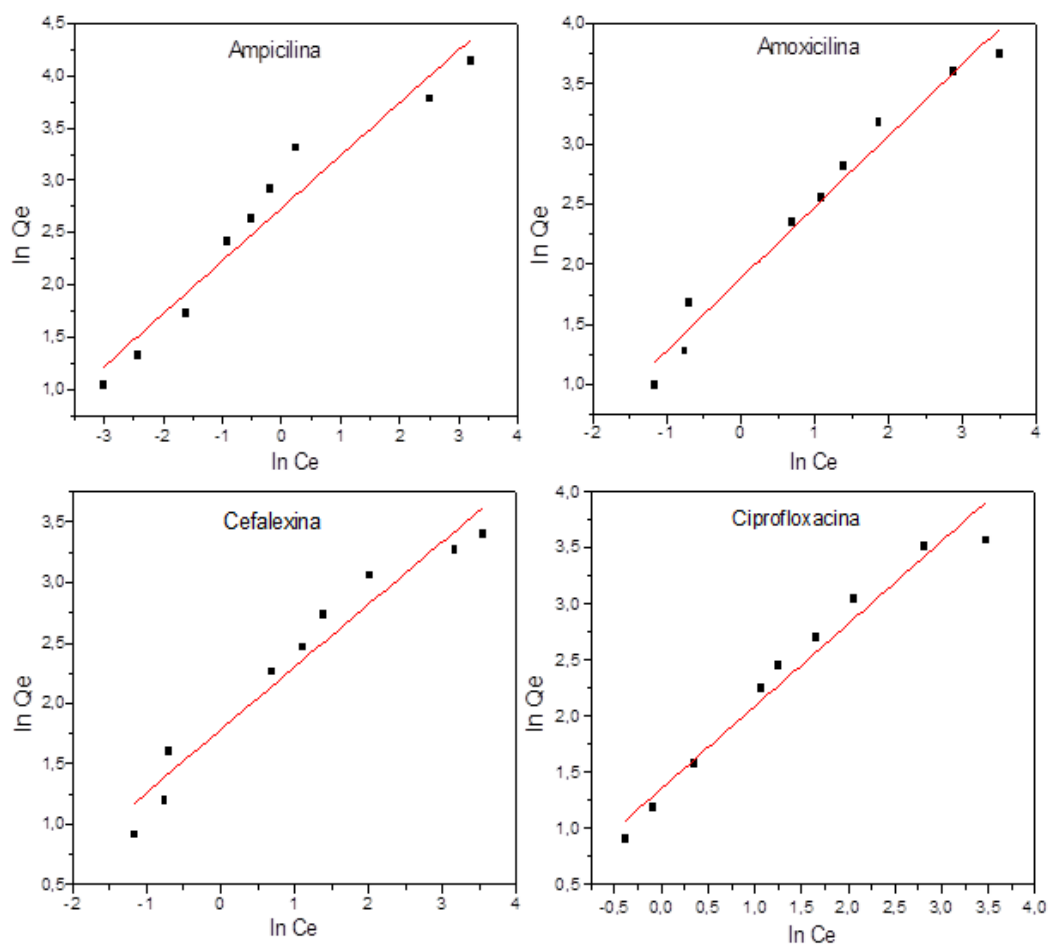 Ampicilina
4,5
4,0
3,5
3,0
2,5
2,0
1,5
1,0
ln Qe
-3 -2 -1 0 1 2 3 4
ln Ce
Amoxicilina
4,0
3,5
3,0
2,5
2,0
1,5
1,0
ln Qe
-2 -1 0 1 2 3 4
ln Ce
Cefalexina
3,5
3,0
2,5
2,0
1,5
1,0
0,5
ln Qe
-2 -1 0 1 2 3 4
ln Ce
Ciprofloxacina
4,0
3,5
3,0
2,5
2,0
1,5
1,0
0,5
ln Qe
-0,5 0,0 0,5 1,0 1,5 2,0 2,5 3,0 3,5 4,0
ln Ce